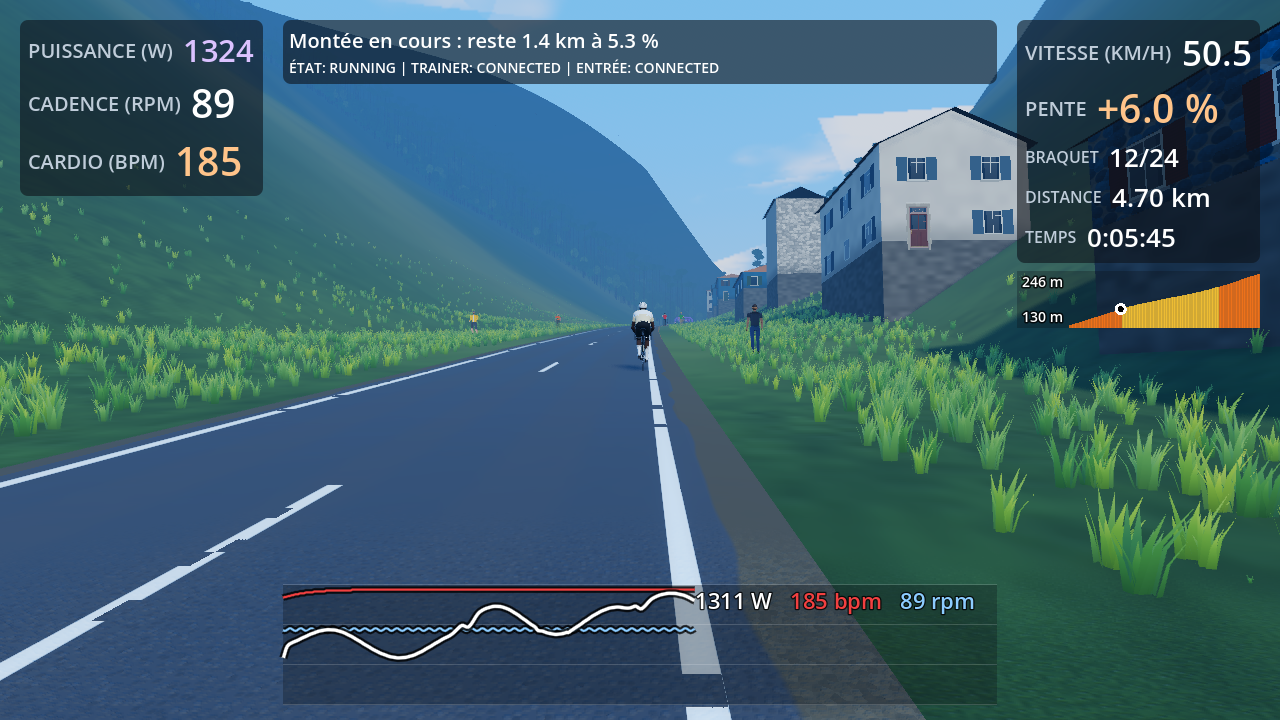 PUISSANCE (W) 1324
CADENCE (RPM) 89
CARDIO (BPM) 185
Montée en cours : reste 1.4 km à 5.3 %
ÉTAT: RUNNING | TRAINER: CONNECTED | ENTRÉE: CONNECTED
VITESSE (KM/H) 50.5
PENTE +6.0 %
BRAQUET 12/24
DISTANCE 4.70 km
TEMPS 0:05:45
246 m
130 m
1311 W 185 bpm 89 rpm